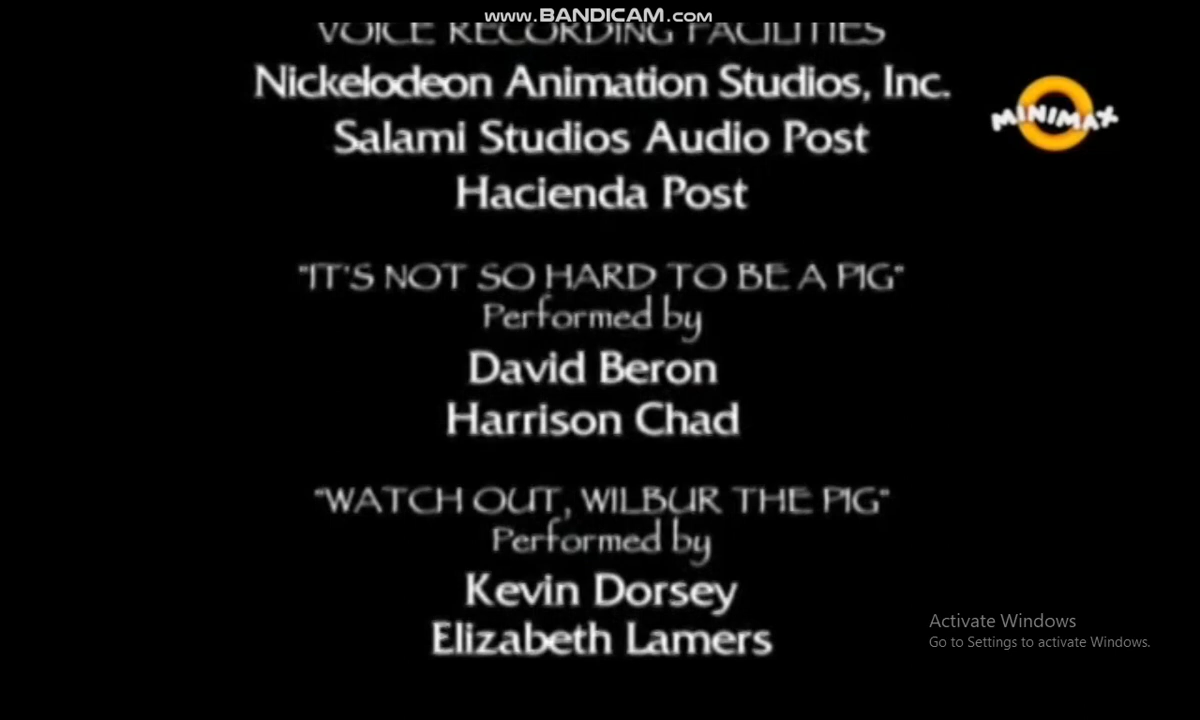 www.BANDICAM.com
VOICE RECORDING FACILITIES
Nickelodeon Animation Studios, Inc.
MINIMAX
Salami Studios Audio Post
Hacienda Post
"IT'S NOT SO HARD TO BE A PIG"
Performed by
David Beron
Harrison Chad
"WATCH OUT, WILBUR THE PIG"
Performed by
Kevin Dorsey
Elizabeth Lamers
Activate Windows
Go to Settings to activate Windows.